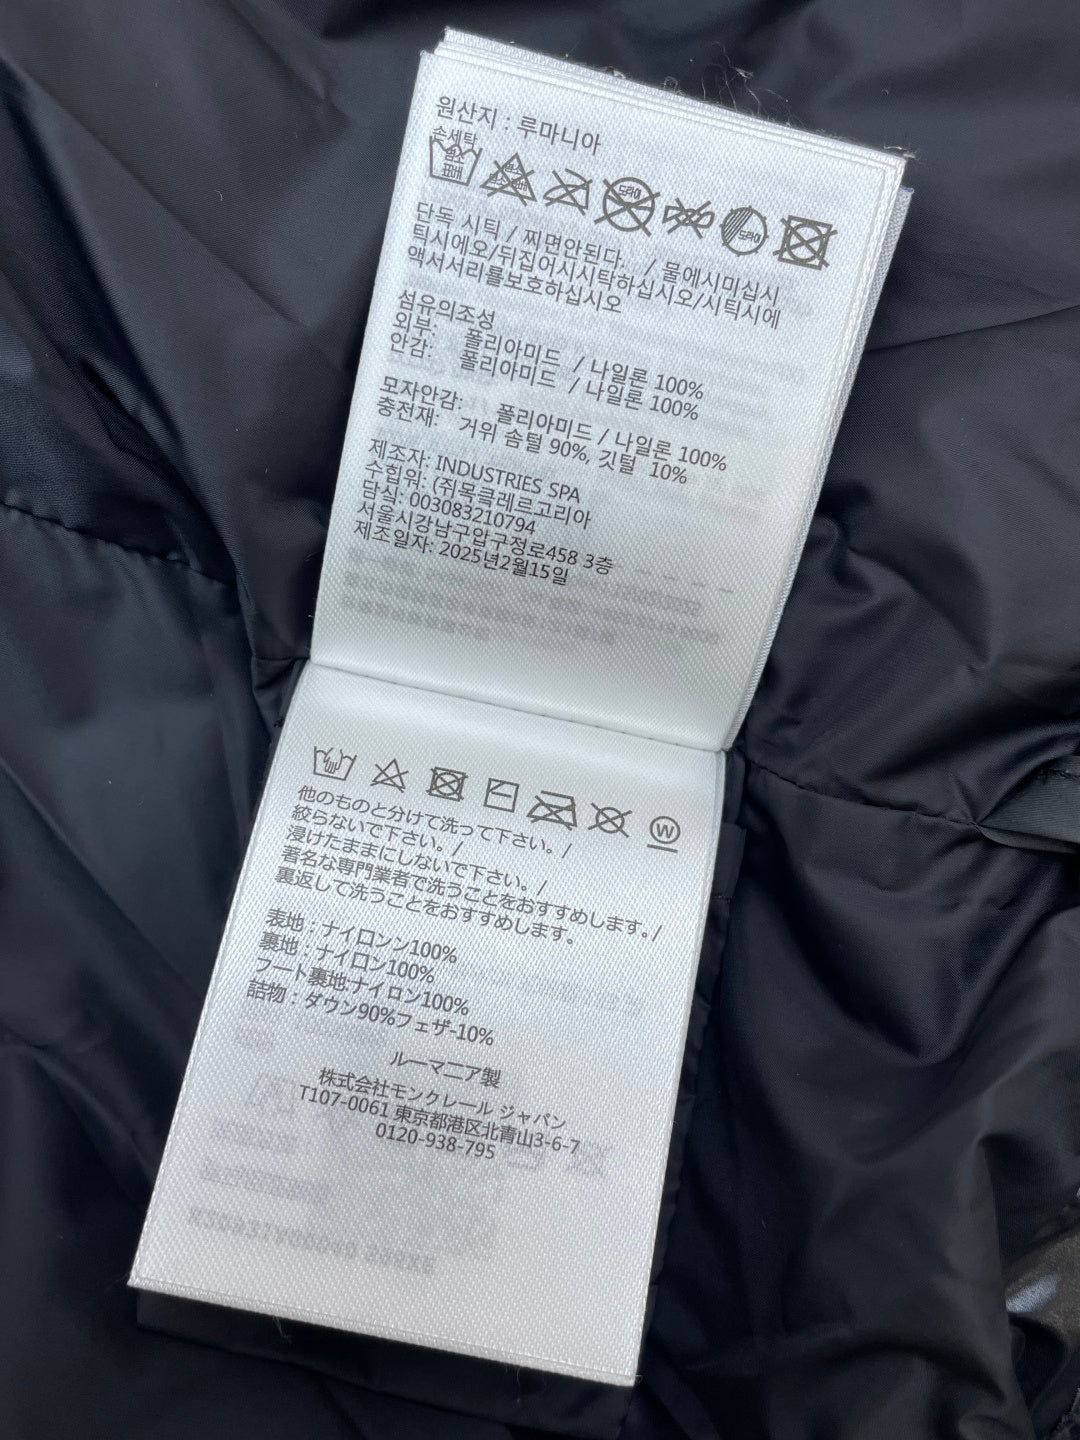 원산지 : 루마니아
손세탁
단독 시틱 / 찌면안된다. / 물에시미십시
틱시에오/뒤집어시시탁하십시오/시틱시에
액서서리룔보호하십시오
섬유의조성
외부: 폴리아미드 / 나일론 100%
안감: 폴리아미드 / 나일론 100%
모자안감: 폴리아미드 / 나일론 100%
충전재: 거위 솜털 90%, 깃털 10%
제조자: INDUSTRIES SPA
수힙워: (쥐목클레르고리아
담식: 003083210794
서울시강남구압구정로458 3층
제조일자: 2025년2월15일
W
他のものと分けて洗って下さい。/
絞らないで下さい。/
浸けたままにしないで下さい。/
著名な専門業者で洗うことをおすすめします。/
裏返して洗うことをおすすめします。
表地 : ナイロンン100%
裏地 : ナイロン100%
フート裏地:ナイロン100%
詰物 : ダウン90%フェザ-10%
ルーマニア製
株式会社モンクレール ジャパン
T107-0061 東京都港区北青山3-6-7
0120-938-795